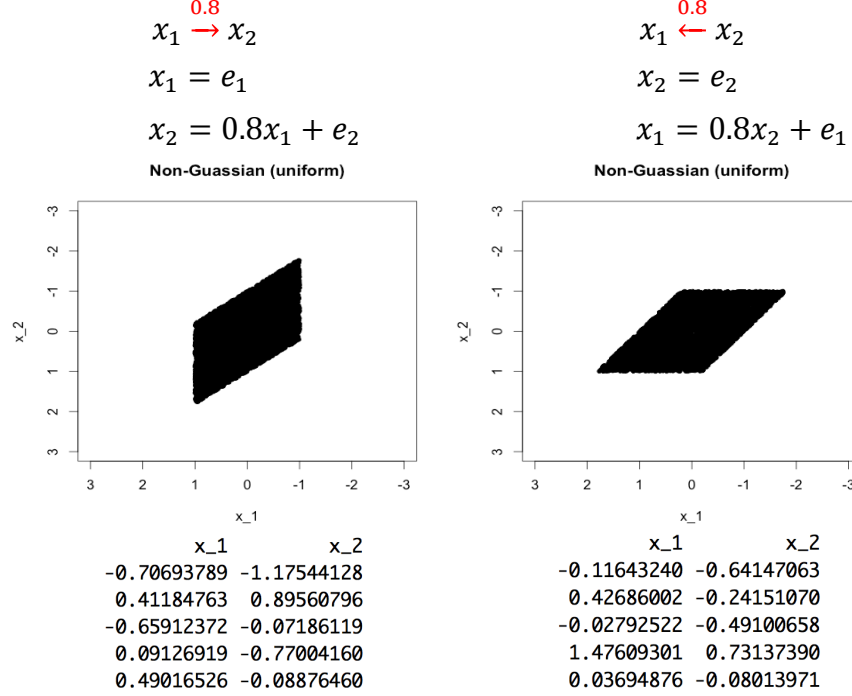 0.8
x₁ → x₂
x₁ = e₁
x₂ = 0.8x₁ + e₂
Non-Guassian (uniform)
-3
-2
-1
0
1
2
3
x_2
3 2 1 0 -1 -2 -3
x_1
x_1 x_2
-0.70693789 -1.17544128
0.41184763 0.89560796
-0.65912372 -0.07186119
0.09126919 -0.77004160
0.49016526 -0.08876460
0.8
x₁ ← x₂
x₂ = e₂
x₁ = 0.8x₂ + e₁
Non-Guassian (uniform)
-3
-2
-1
0
1
2
3
x_2
3 2 1 0 -1 -2 -3
x_1
x_1 x_2
-0.11643240 -0.64147063
0.42686002 -0.24151070
-0.02792522 -0.49100658
1.47609301 0.73137390
0.03694876 -0.08013971